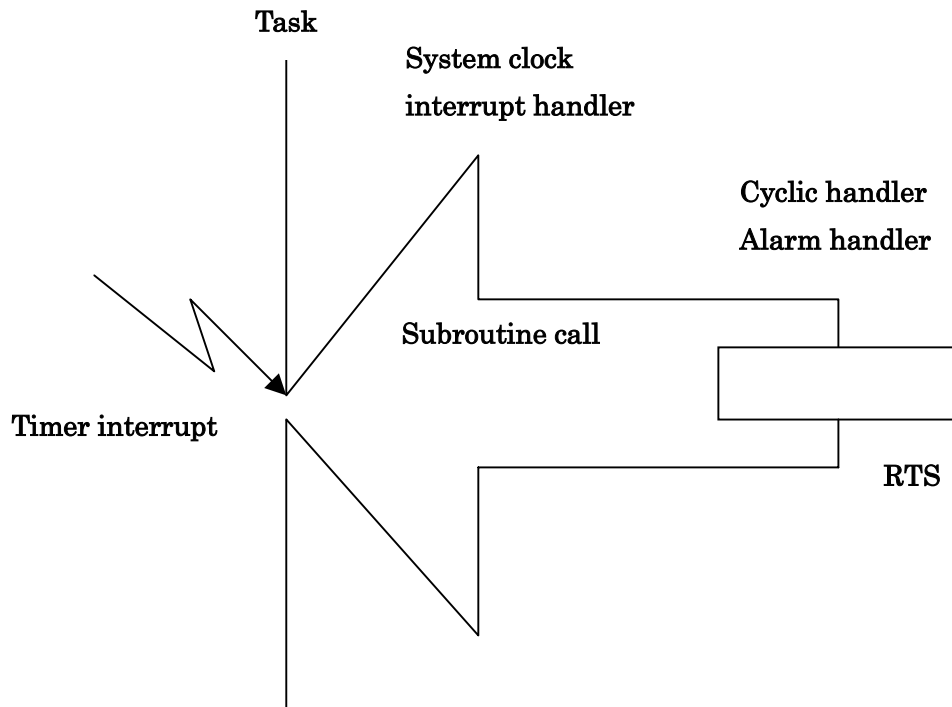 Task
System clock
interrupt handler
Cyclic handler
Alarm handler
Subroutine call
Timer interrupt
RTS